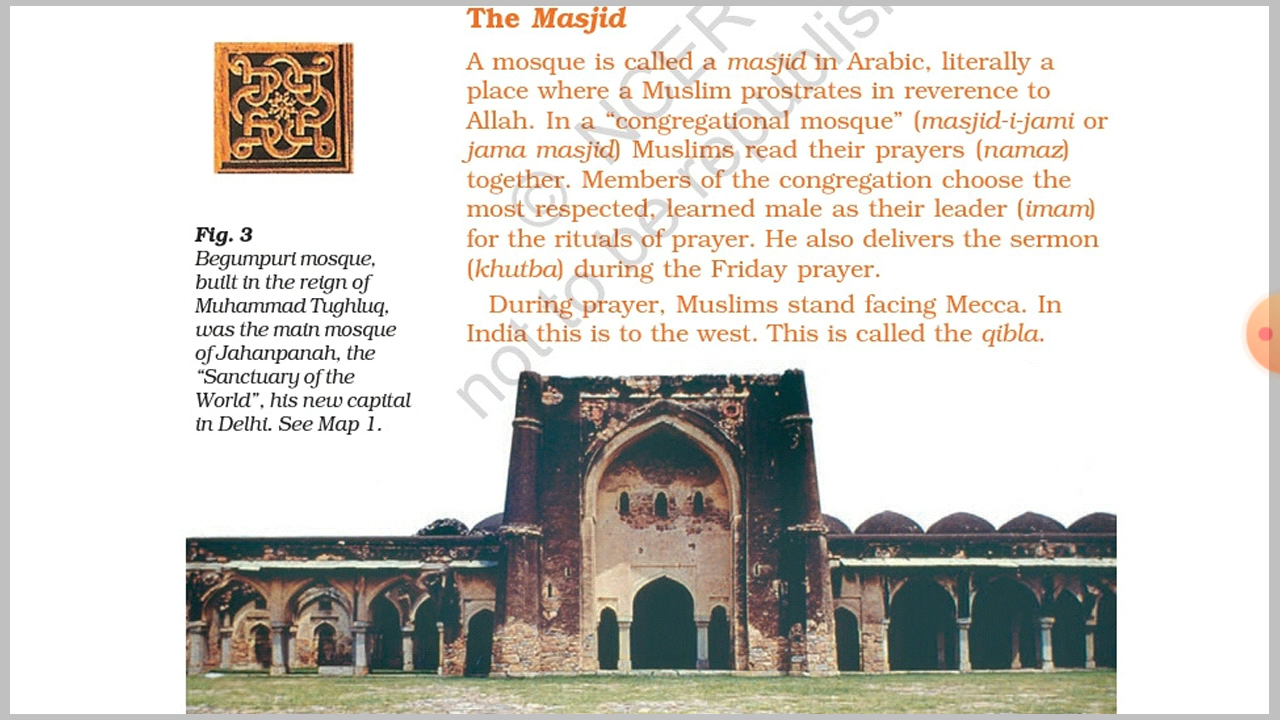 The Masjid
A mosque is called a masjid in Arabic, literally a
place where a Muslim prostrates in reverence to
Allah. In a “congregational mosque” (masjid-i-jami or
jama masjid) Muslims read their prayers (namaz)
together. Members of the congregation choose the
most respected, learned male as their leader (imam)
for the rituals of prayer. He also delivers the sermon
(khutba) during the Friday prayer.
During prayer, Muslims stand facing Mecca. In
India this is to the west. This is called the qibla.
Fig. 3
Begumpuri mosque,
built in the reign of
Muhammad Tughluq,
was the main mosque
of Jahanpanah, the
“Sanctuary of the
World”, his new capital
in Delhi. See Map 1.
© NCER
not to be republish